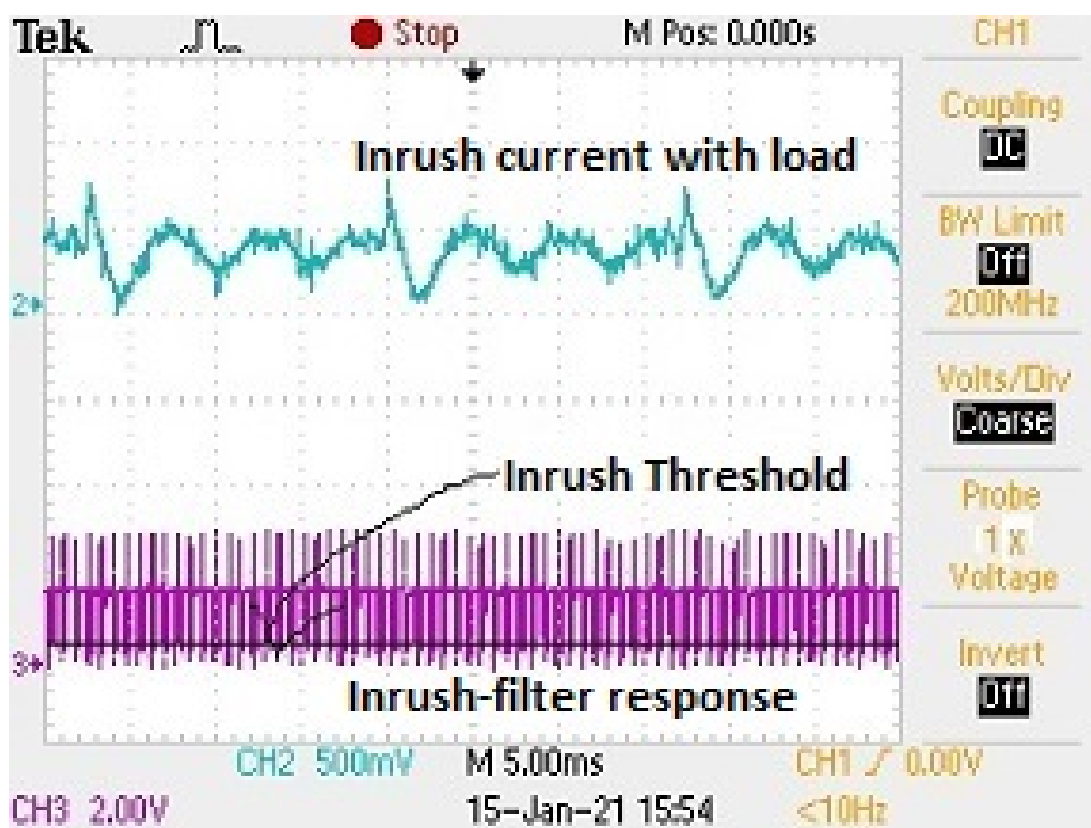 Tek Stop M Pos: 0.000s CH1
Coupling
DC
Inrush current with load
BW Limit
Off
200MHz
2
Volts/Div
Coarse
Inrush Threshold
Probe
1x
Voltage
3
Invert
Off
Inrush-filter response
CH2 500mV M 5.00ms CH1 0.00V
CH3 2.00V 15-Jan-21 15:54 <10Hz